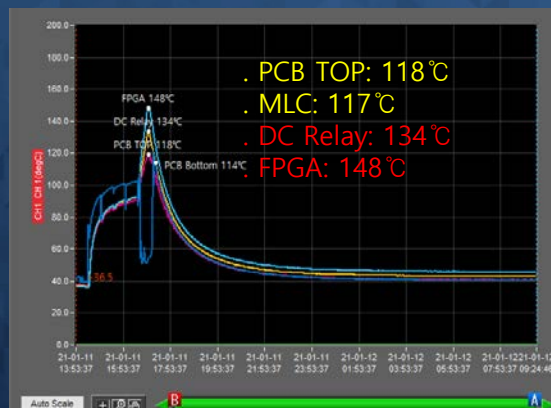 200.0
180.0
160.0
140.0
120.0
100.0
80.0
60.0
40.0
20.0
0.0
CH1 CH 1[degC]
. PCB TOP: 118℃
. MLC: 117℃
. DC Relay: 134℃
. FPGA: 148℃
FPGA 148℃
DC Relay 134℃
PCB TOP 118℃
PCB Bottom 114℃
36.5
21-01-11 21-01-11 21-01-11 21-01-11 21-01-11 21-01-11 21-01-12 21-01-12 21-01-12 21-01-12 21-01-12
13:53:37 15:53:37 17:53:37 19:53:37 21:53:37 23:53:37 01:53:37 03:53:37 05:53:37 07:53:37 09:24:46
Auto Scale
B
A